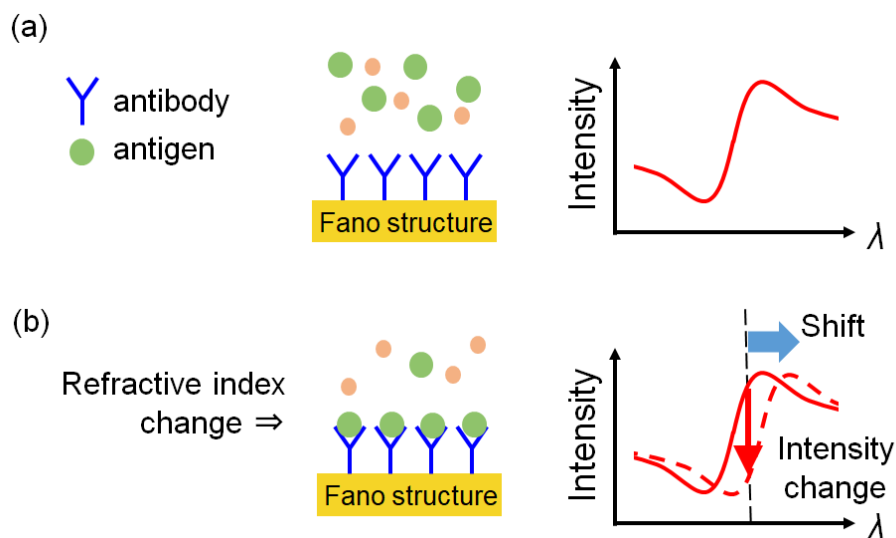 (a)
antibody
antigen
Fano structure
Intensity
λ
(b)
Refractive index
change ⇒
Fano structure
Intensity
Shift
Intensity
change
λ